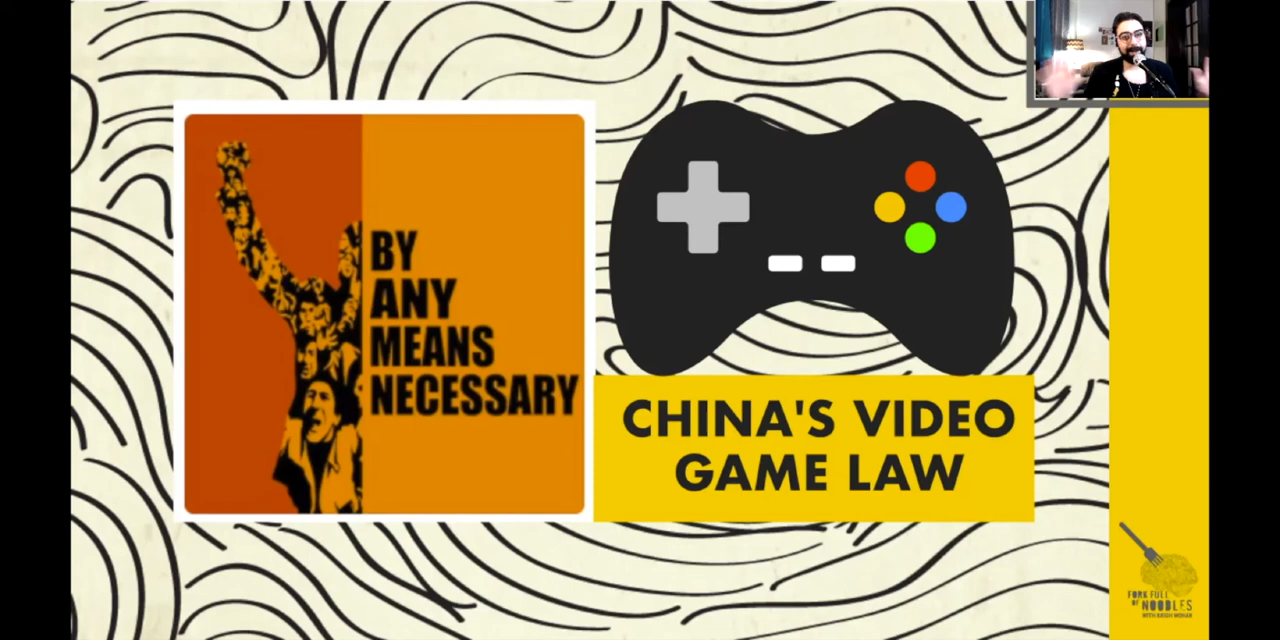 BY
ANY
MEANS
NECESSARY
CHINA'S VIDEO
GAME LAW
FORK FULL
OF NOODLES